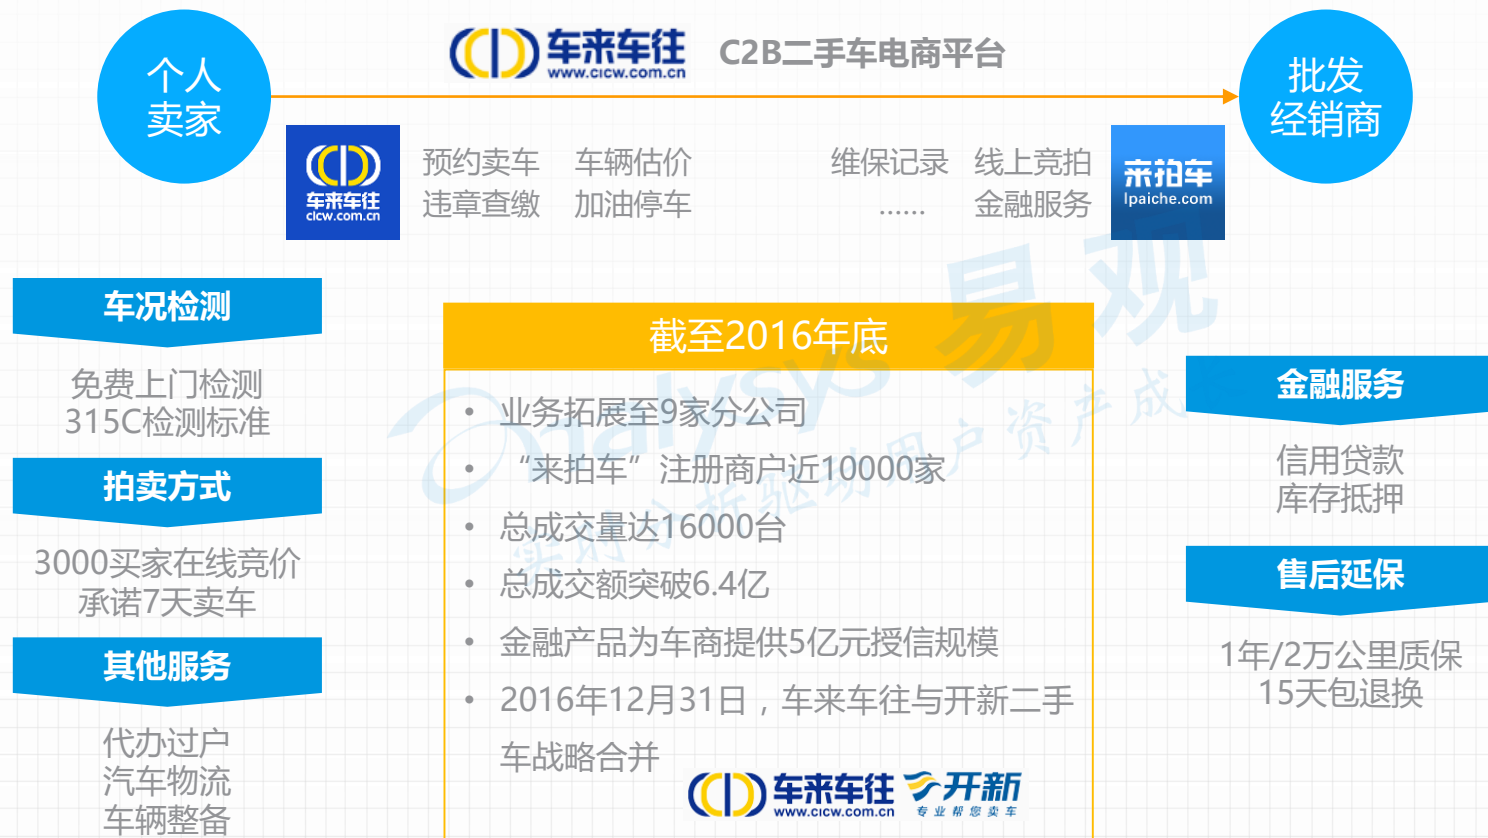 个人
卖家
车来车往
www.cicw.com.cn
C2B二手车电商平台
批发
经销商
车来车往
cicw.com.cn
预约卖车 车辆估价
违章查缴 加油停车
维保记录 线上竞拍
...... 金融服务
来拍车
lpaiche.com
车况检测
免费上门检测
315C检测标准
拍卖方式
3000买家在线竞价
承诺7天卖车
其他服务
代办过户
汽车物流
车辆整备
截至2016年底
• 业务拓展至9家分公司
• “来拍车”注册商户近10000家
• 总成交量达16000台
• 总成交额突破6.4亿
• 金融产品为车商提供5亿元授信规模
• 2016年12月31日，车来车往与开新二手
车战略合并
车来车往
www.cicw.com.cn
开新
专业帮您卖车
金融服务
信用贷款
库存抵押
售后延保
1年/2万公里质保
15天包退换
analysys 易观
实时分析驱动用户资产成